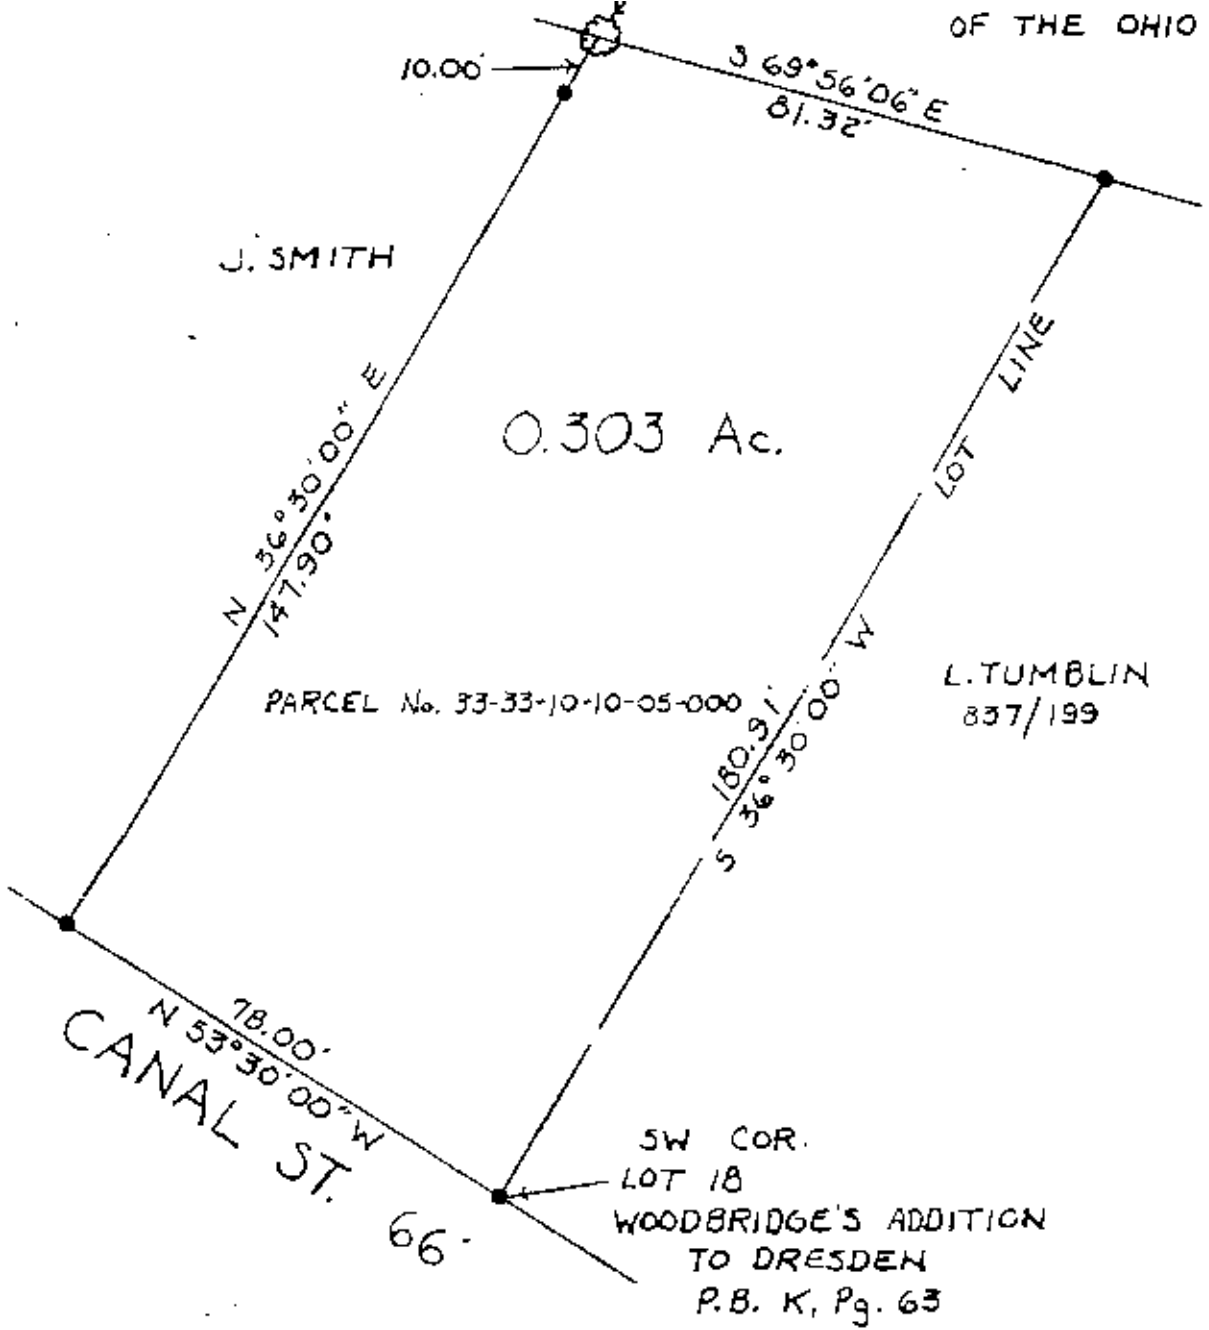 OF THE OHIO
10.00'
S 69°56'06" E
81.32'
J. SMITH
LOT LINE
0.303 Ac.
N 36°30'00" E
147.90'
L. TUMBLIN
837/199
PARCEL No. 33-33-10-10-05-000
180.91'
S 36°30'00" W
78.00'
N 53°30'00" W
CANAL ST. 66'
SW COR.
LOT 18
WOODBRIDGE'S ADDITION
TO DRESDEN
P.B. K, Pg. 63